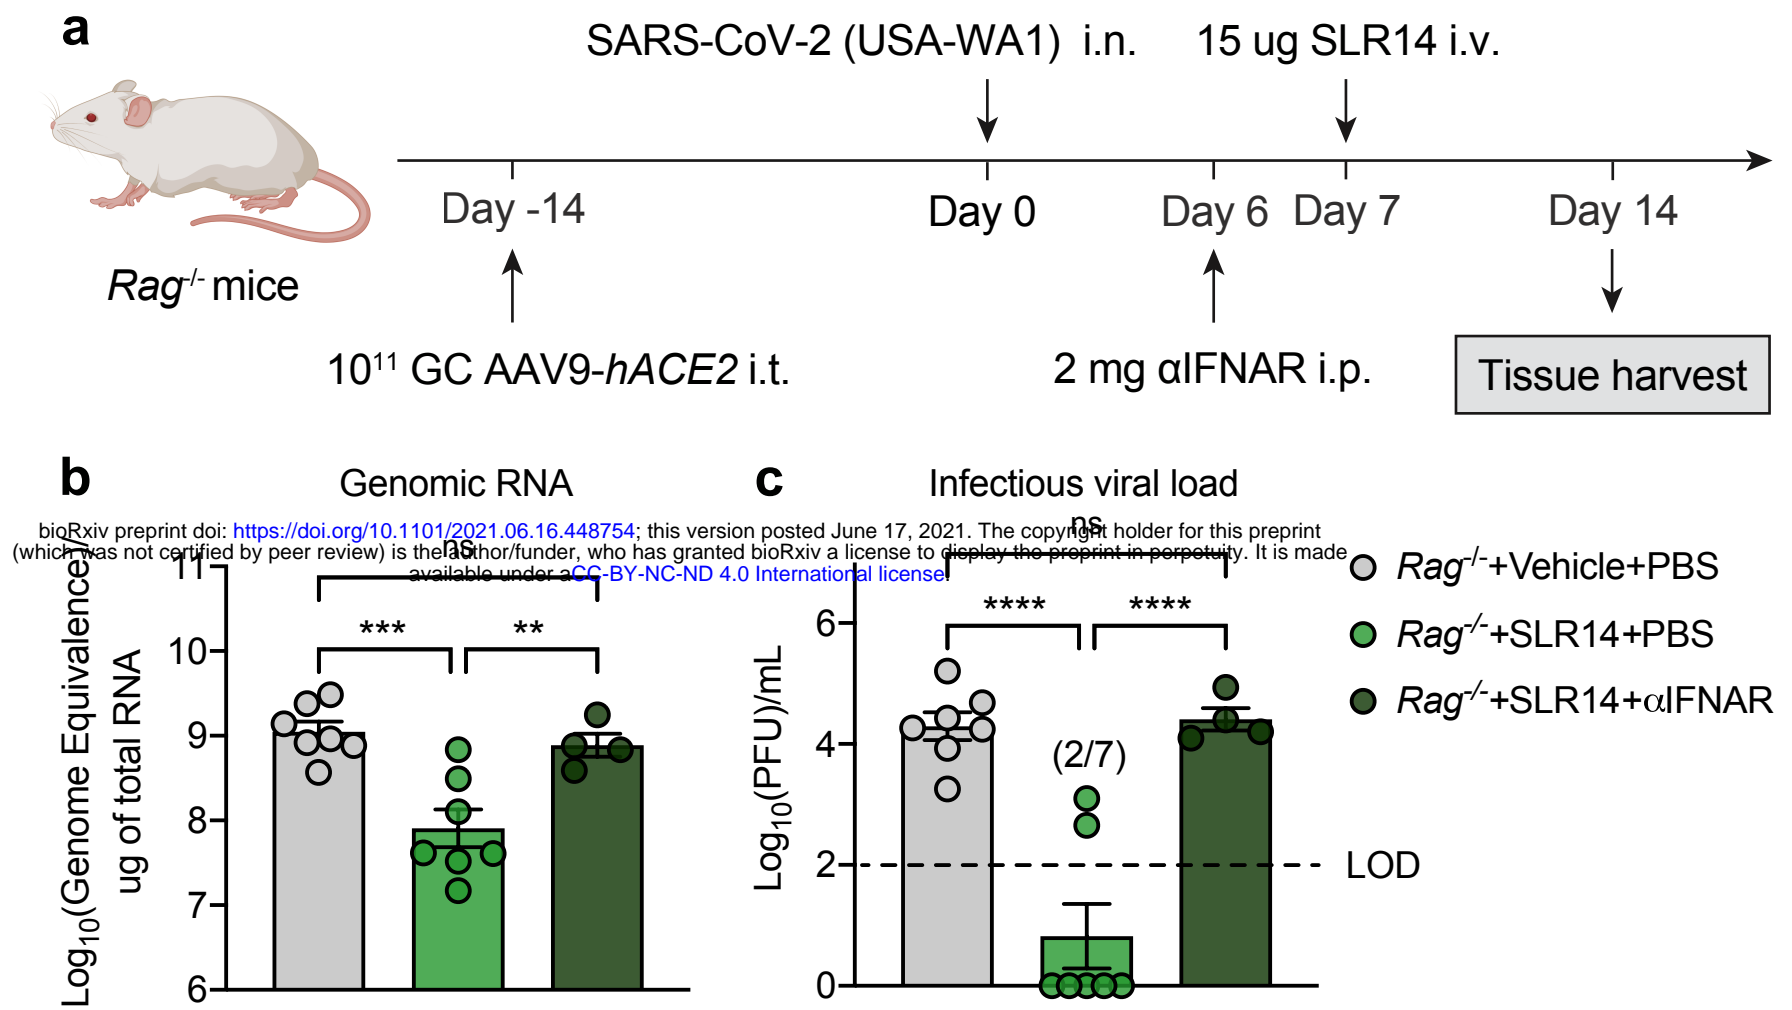 a
SARS-CoV-2 (USA-WA1) i.n.
15 ug SLR14 i.v.
Day -14
Day 0
Day 6
Day 7
Day 14
Rag-/- mice
10¹¹ GC AAV9-hACE2 i.t.
2 mg αIFNAR i.p.
Tissue harvest
b
Genomic RNA
c
Infectious viral load
bioRxiv preprint doi: https://doi.org/10.1101/2021.06.16.448754; this version posted June 17, 2021. The copyright holder for this preprint
(which was not certified by peer review) is the author/funder, who has granted bioRxiv a license to display the preprint in perpetuity. It is made
available under aCC-BY-NC-ND 4.0 International license.
Log10(Genome Equivalence)/
ug of total RNA
11
10
9
8
7
6
ns
***
**
Log10(PFU)/mL
6
4
2
0
ns
****
****
(2/7)
LOD
Rag-/-+Vehicle+PBS
Rag-/-+SLR14+PBS
Rag-/-+SLR14+αIFNAR